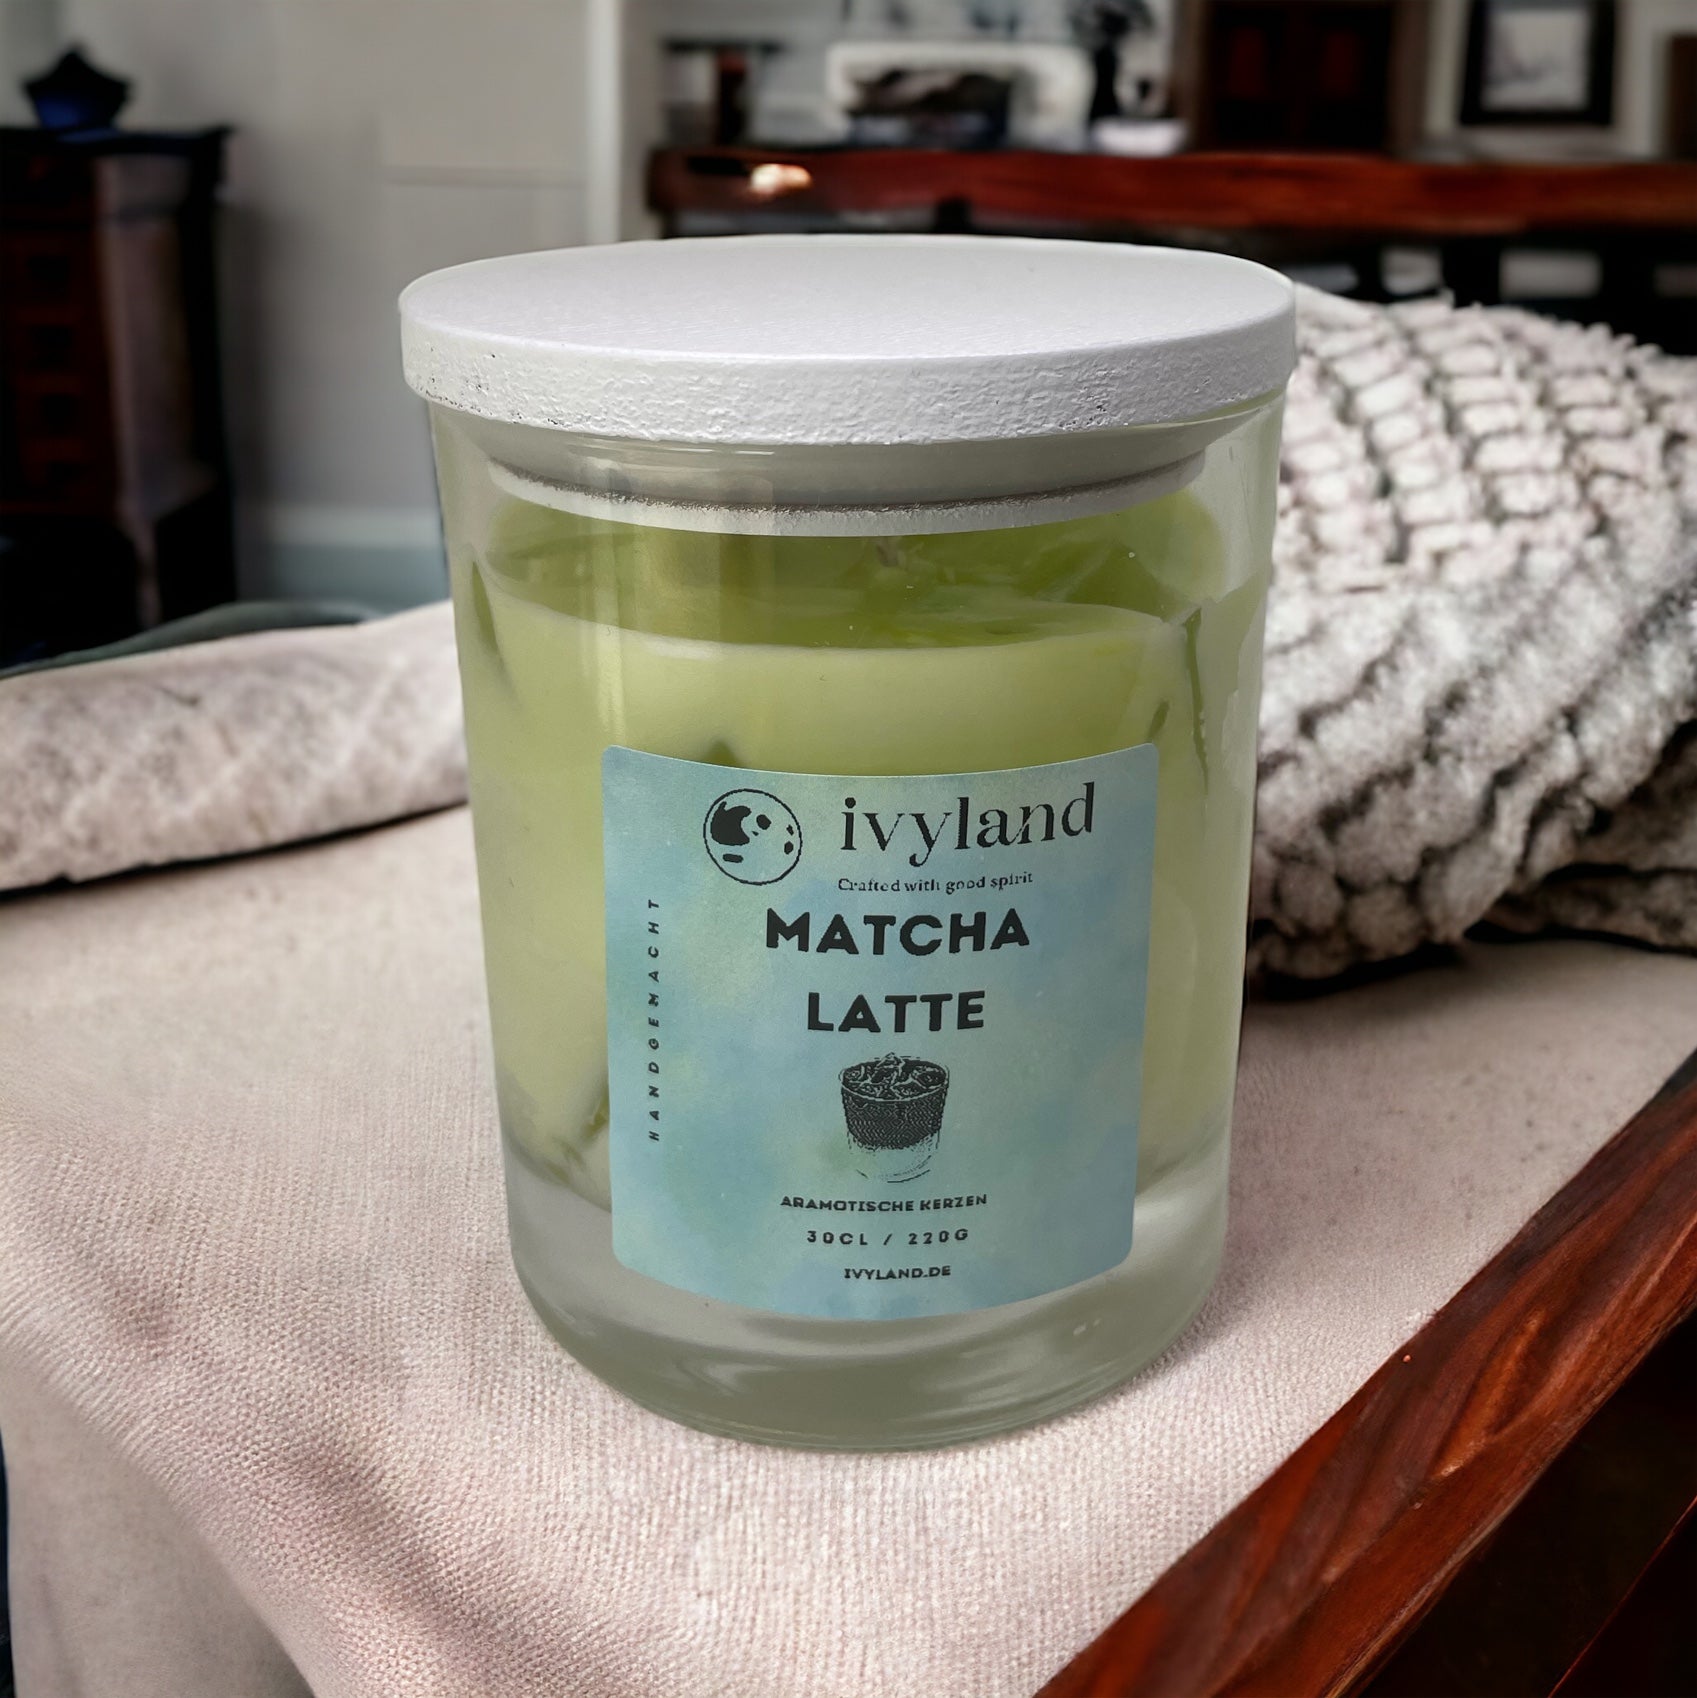 ivyland
Crafted with good spirit
MATCHA
LATTE
HANDGEMACHT
ARAMOTISCHE KERZEN
30CL / 220G
IVYLAND.DE